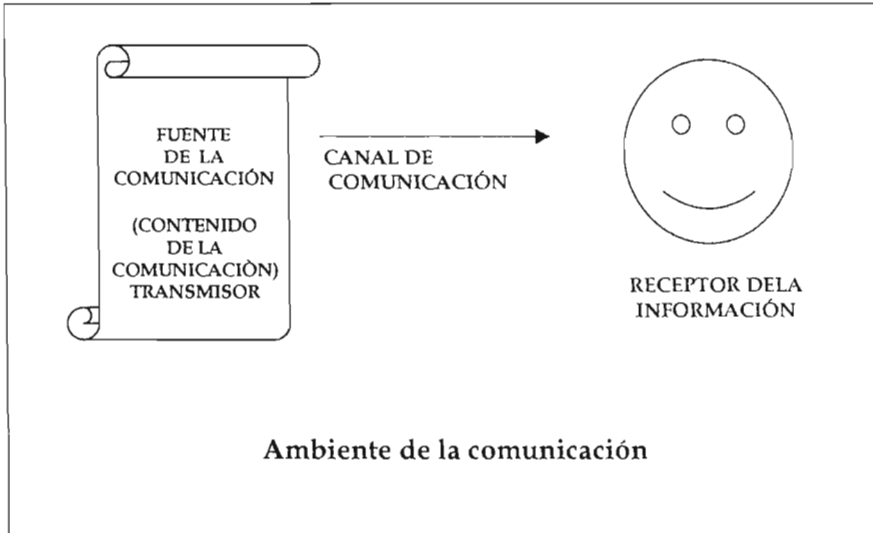 FUENTE
DE LA
COMUNICACIÓN
(CONTENIDO
DE LA
COMUNICACIÒN)
TRANSMISOR
CANAL DE
COMUNICACIÓN
RECEPTOR DELA
INFORMACIÓN
Ambiente de la comunicación